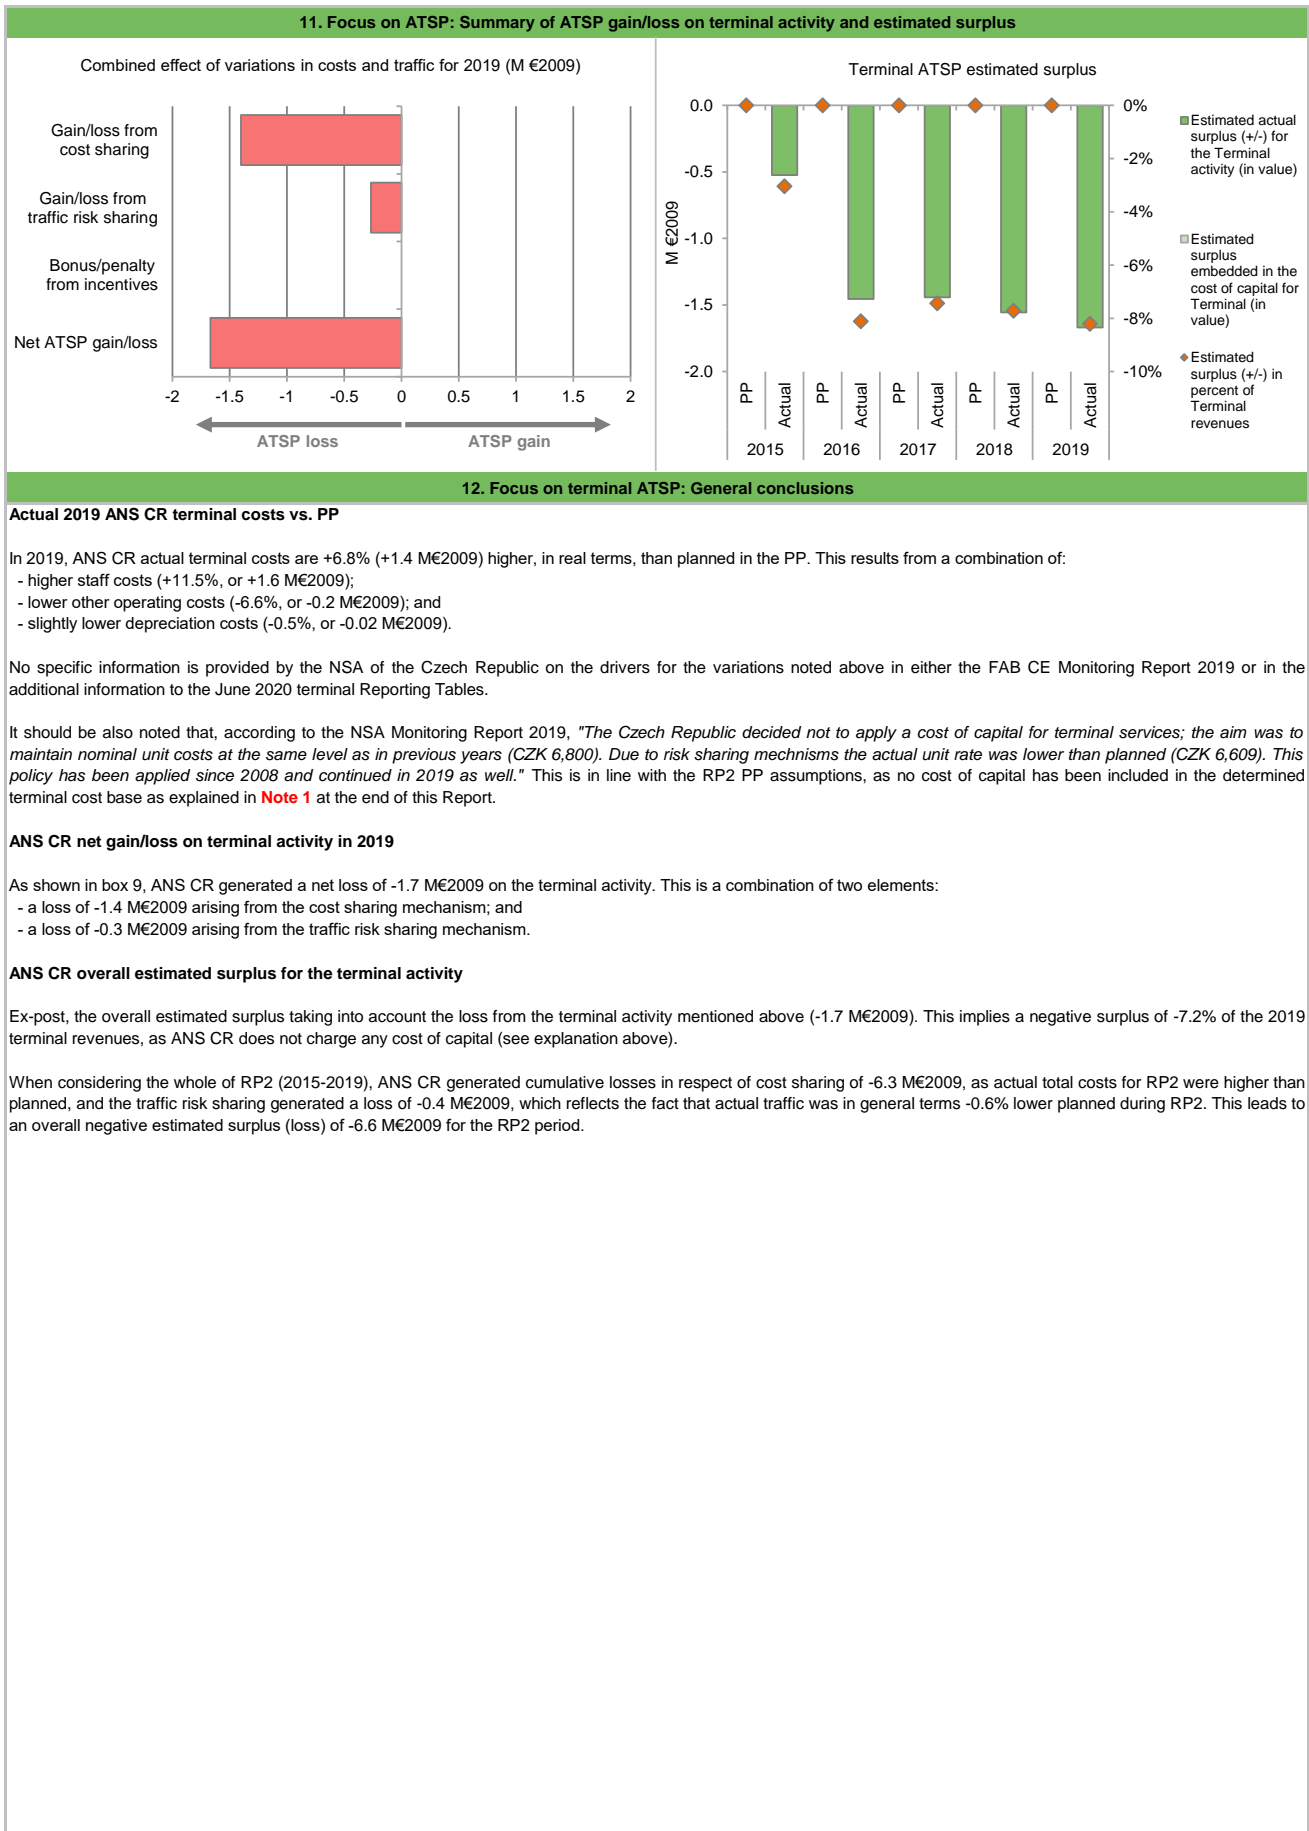 11. Focus on ATSP: Summary of ATSP gain/loss on terminal activity and estimated surplus
Combined effect of variations in costs and traffic for 2019 (M €2009)
Gain/loss from
cost sharing
Gain/loss from
traffic risk sharing
Bonus/penalty
from incentives
Net ATSP gain/loss
-2 -1.5 -1 -0.5 0 0.5 1 1.5 2
ATSP loss ATSP gain
Terminal ATSP estimated surplus
M €2009
0.0
-0.5
-1.0
-1.5
-2.0
0%
-2%
-4%
-6%
-8%
-10%
PP Actual PP Actual PP Actual PP Actual PP Actual
2015 2016 2017 2018 2019
Estimated actual
surplus (+/-) for
the Terminal
activity (in value)
Estimated
surplus
embedded in the
cost of capital for
Terminal (in
value)
Estimated
surplus (+/-) in
percent of
Terminal
revenues
12. Focus on terminal ATSP: General conclusions
Actual 2019 ANS CR terminal costs vs. PP
In 2019, ANS CR actual terminal costs are +6.8% (+1.4 M€2009) higher, in real terms, than planned in the PP. This results from a combination of:
- higher staff costs (+11.5%, or +1.6 M€2009);
- lower other operating costs (-6.6%, or -0.2 M€2009); and
- slightly lower depreciation costs (-0.5%, or -0.02 M€2009).
No specific information is provided by the NSA of the Czech Republic on the drivers for the variations noted above in either the FAB CE Monitoring Report 2019 or in the
additional information to the June 2020 terminal Reporting Tables.
It should be also noted that, according to the NSA Monitoring Report 2019, "The Czech Republic decided not to apply a cost of capital for terminal services; the aim was to
maintain nominal unit costs at the same level as in previous years (CZK 6,800). Due to risk sharing mechnisms the actual unit rate was lower than planned (CZK 6,609). This
policy has been applied since 2008 and continued in 2019 as well." This is in line with the RP2 PP assumptions, as no cost of capital has been included in the determined
terminal cost base as explained in Note 1 at the end of this Report.
ANS CR net gain/loss on terminal activity in 2019
As shown in box 9, ANS CR generated a net loss of -1.7 M€2009 on the terminal activity. This is a combination of two elements:
- a loss of -1.4 M€2009 arising from the cost sharing mechanism; and
- a loss of -0.3 M€2009 arising from the traffic risk sharing mechanism.
ANS CR overall estimated surplus for the terminal activity
Ex-post, the overall estimated surplus taking into account the loss from the terminal activity mentioned above (-1.7 M€2009). This implies a negative surplus of -7.2% of the 2019
terminal revenues, as ANS CR does not charge any cost of capital (see explanation above).
When considering the whole of RP2 (2015-2019), ANS CR generated cumulative losses in respect of cost sharing of -6.3 M€2009, as actual total costs for RP2 were higher than
planned, and the traffic risk sharing generated a loss of -0.4 M€2009, which reflects the fact that actual traffic was in general terms -0.6% lower planned during RP2. This leads to
an overall negative estimated surplus (loss) of -6.6 M€2009 for the RP2 period.